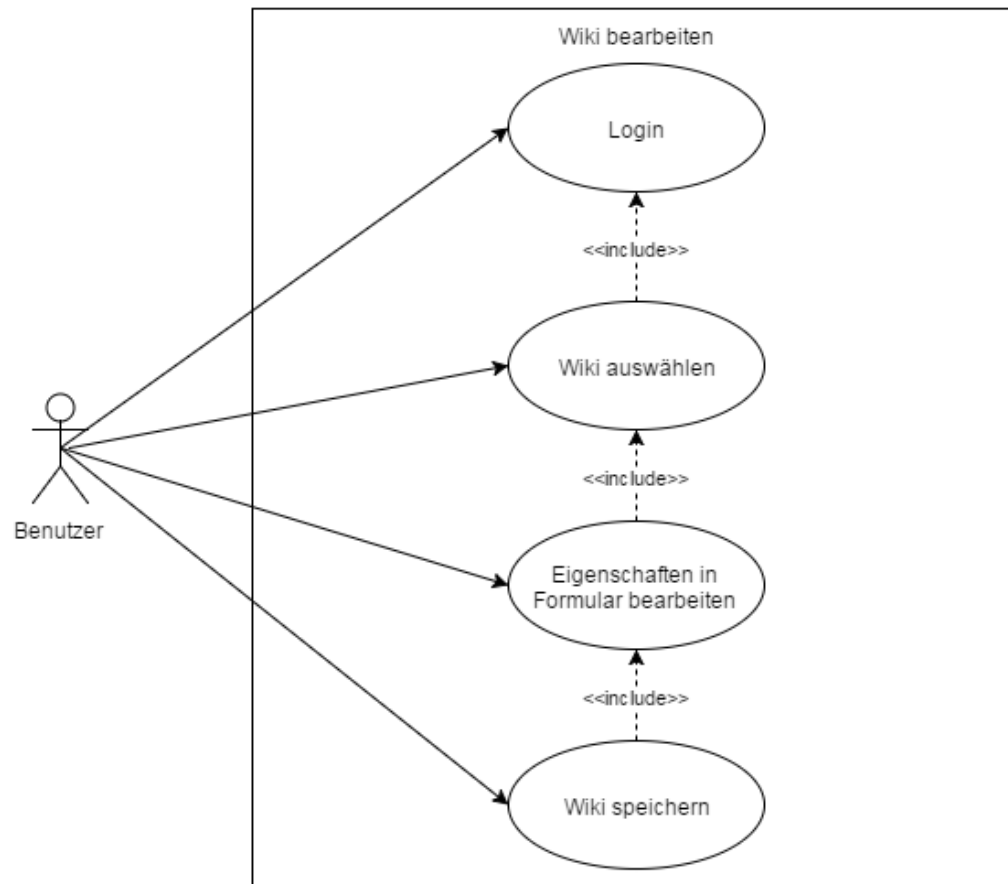 Wiki bearbeiten
Login
<<include>>
Wiki auswählen
<<include>>
Benutzer
Eigenschaften in
Formular bearbeiten
<<include>>
Wiki speichern